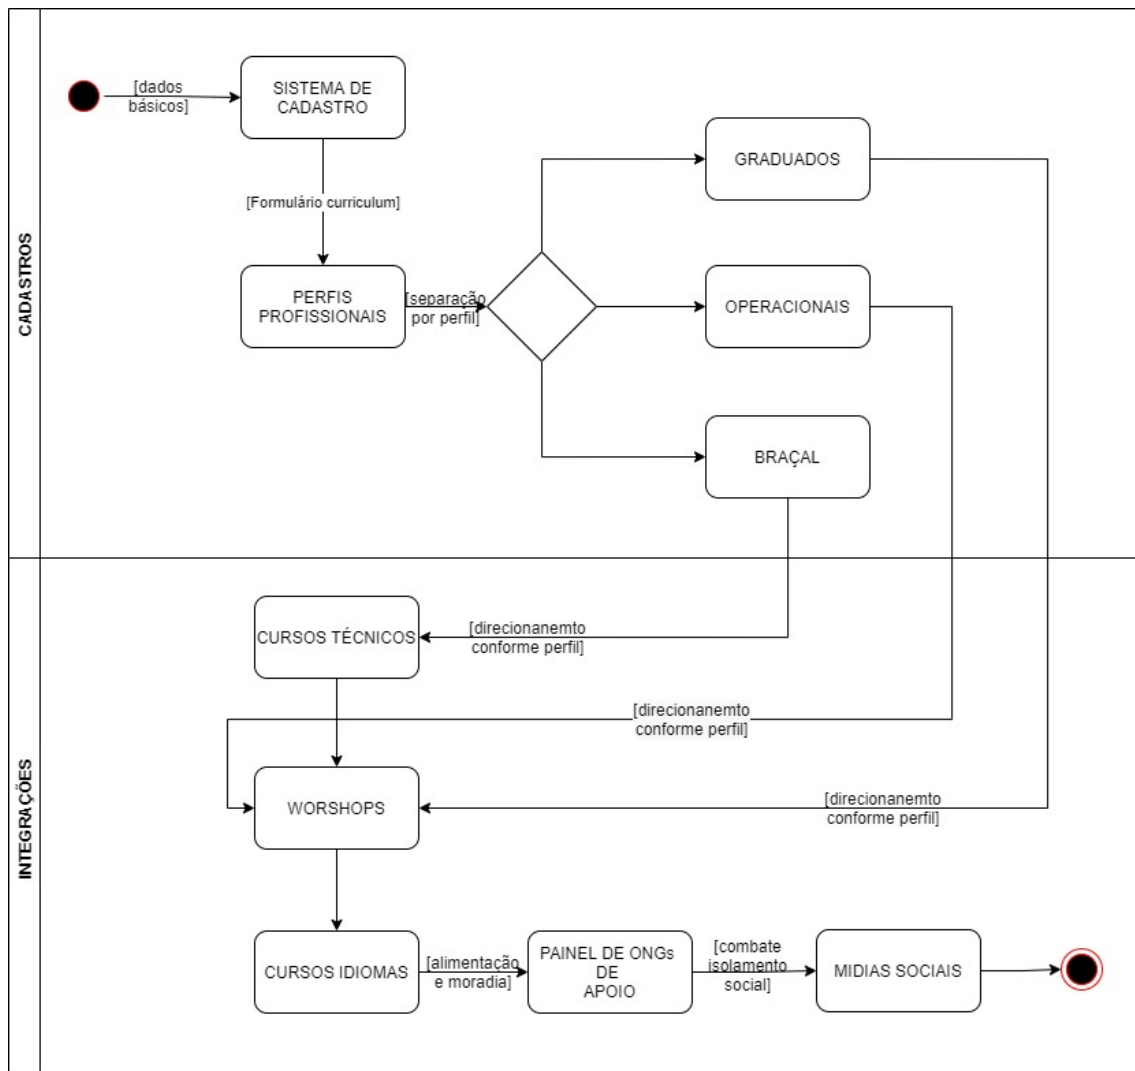 CADASTROS
[dados
básicos]
SISTEMA DE
CADASTRO
[Formulário curriculum]
PERFIS
PROFISSIONAIS
[separação
por perfil]
GRADUADOS
OPERACIONAIS
BRAÇAL
INTEGRAÇÕES
CURSOS TÉCNICOS
[direcionanemto
conforme perfil]
[direcionanemto
conforme perfil]
WORSHOPS
[direcionanemto
conforme perfil]
CURSOS IDIOMAS
[alimentação
e moradia]
PAINEL DE ONGs
DE
APOIO
[combate
isolamento
social]
MIDIAS SOCIAIS